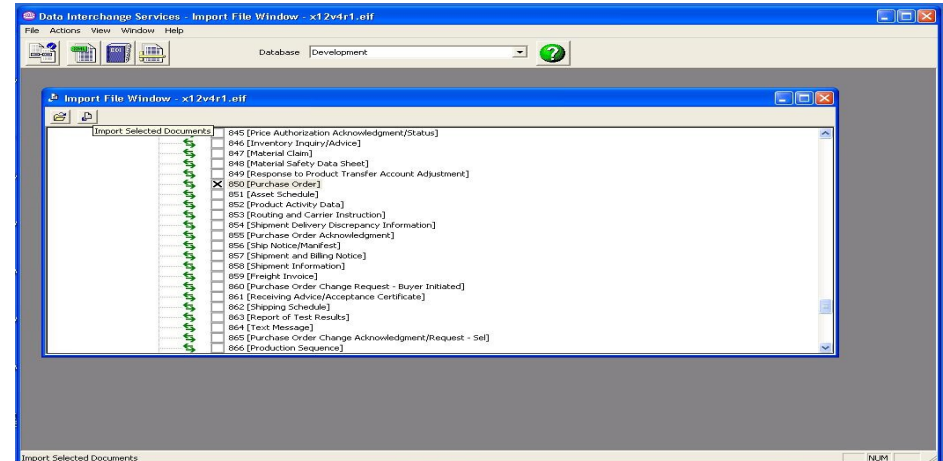 Data Interchange Services - Import File Window - x12v4r1.eif
File Actions View Window Help
Database Development
Import File Window - x12v4r1.eif
Import Selected Documents
845 [Price Authorization Acknowledgment/Status]
846 [Inventory Inquiry/Advice]
847 [Material Claim]
848 [Material Safety Data Sheet]
849 [Response to Product Transfer Account Adjustment]
850 [Purchase Order]
851 [Asset Schedule]
852 [Product Activity Data]
853 [Routing and Carrier Instruction]
854 [Shipment Delivery Discrepancy Information]
855 [Purchase Order Acknowledgment]
856 [Ship Notice/Manifest]
857 [Shipment and Billing Notice]
858 [Shipment Information]
859 [Freight Invoice]
860 [Purchase Order Change Request - Buyer Initiated]
861 [Receiving Advice/Acceptance Certificate]
862 [Shipping Schedule]
863 [Report of Test Results]
864 [Text Message]
865 [Purchase Order Change Acknowledgment/Request - Sel]
866 [Production Sequence]
Import Selected Documents NUM